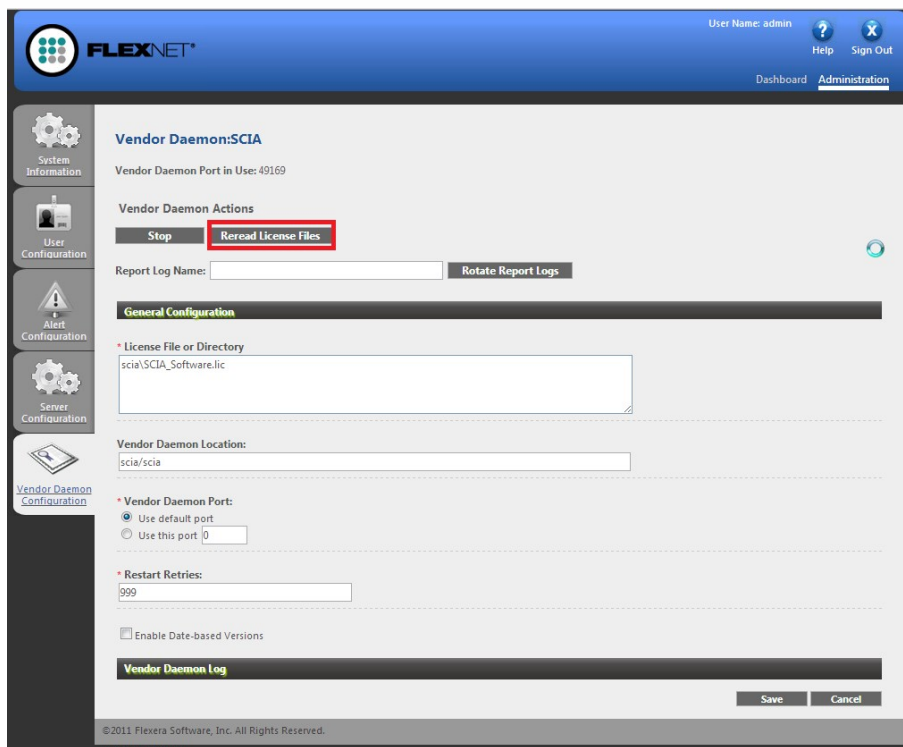 User Name: admin
?
X
FLEXNET
Help
Sign Out
Dashboard
Administration
System
Information
User
Configuration
Alert
Configuration
Server
Configuration
Vendor Daemon
Configuration
Vendor Daemon:SCIA
Vendor Daemon Port in Use: 49169
Vendor Daemon Actions
Stop
Reread License Files
Report Log Name:
Rotate Report Logs
General Configuration
* License File or Directory
scia\SCIA_Software.lic
Vendor Daemon Location:
scia/scia
* Vendor Daemon Port:
Use default port
Use this port 0
* Restart Retries:
999
Enable Date-based Versions
Vendor Daemon Log
Save
Cancel
©2011 Flexera Software, Inc. All Rights Reserved.